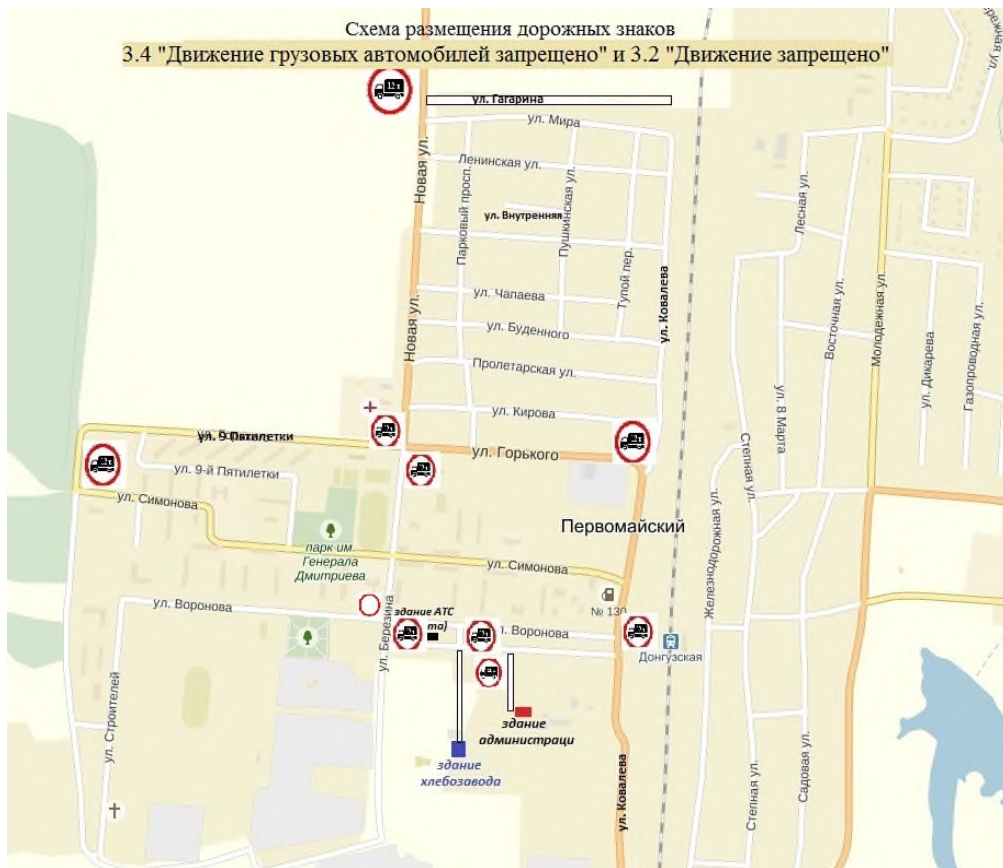 Схема размещения дорожных знаков
3.4 "Движение грузовых автомобилей запрещено" и 3.2 "Движение запрещено"
ул. Гагарина
ул. Мира
Ленинская ул.
ул. Внутренняя
Новая ул.
Парковый просп.
Пушкинская ул.
Тупой пер.
ул. Ковалева
ул. Чапаева
ул. Буденного
Новая ул.
Пролетарская ул.
ул. Кирова
ул. Горького
ул. 9 Пятилетки
ул. 9-й Пятилетки
ул. Симонова
Первомайский
парк им.
Генерала
Дмитриева
ул. Симонова
№ 130
ул. Воронова
здание АТС
та)
л. Воронова
Донгузская
ул. Березина
ул. Строителей
здание
администраци
здание
хлебозавода
ул. Ковалева
Лесная ул.
Восточная ул.
Молодежная ул.
ул. Дикарева
Газопроводная ул.
ул. 8 Марта
Степная ул.
Железнодорожная ул.
Степная ул.
Садовая ул.